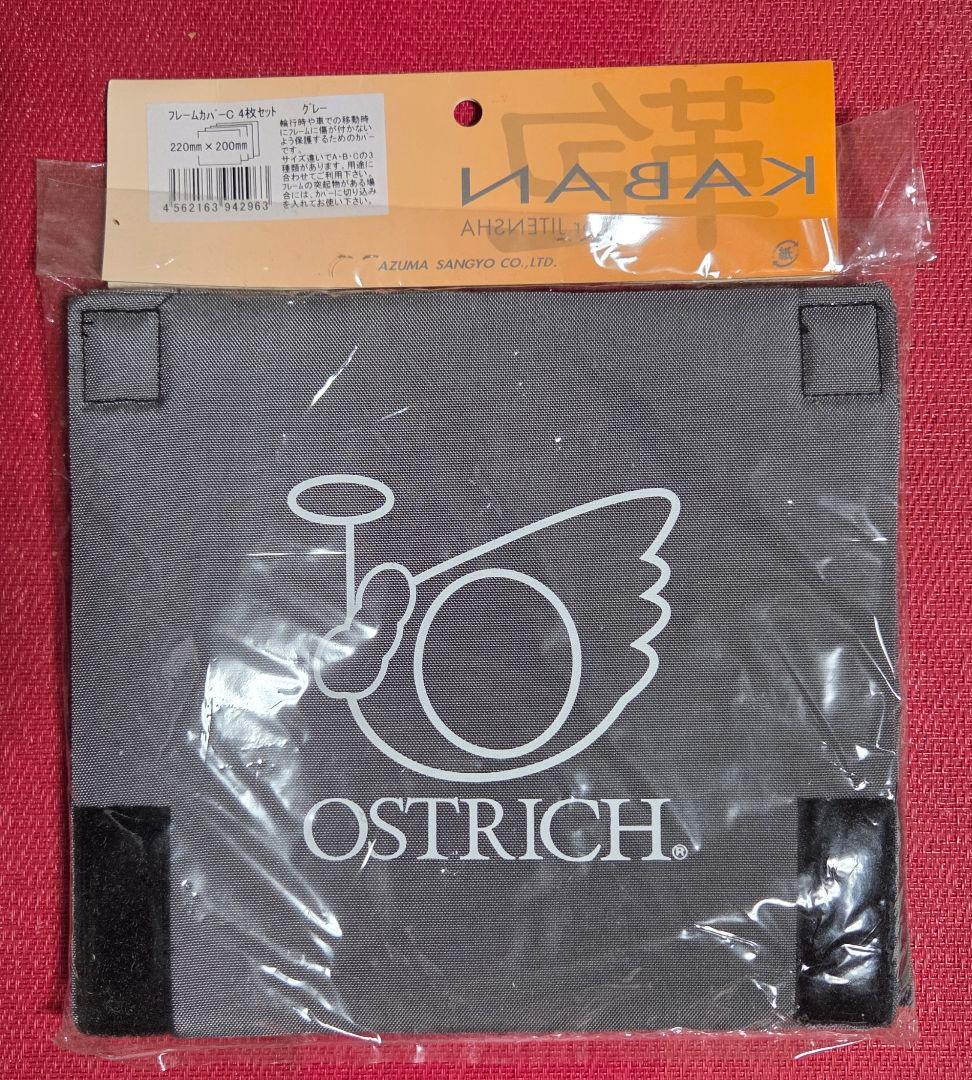 フレームカバーC 4枚セット グレー
220mm×200mm
輪行時や車での移動時
にフレームに傷が付かない
よう保護するためのカバー
です。
サイズ違いでA・B・Cの3
種類があります。用途に
合わせてご利用下さい。
フレームの突起物がある場
合には、カバーに切り込み
を入れてお使い下さい。
4 562163 942963
革包
KABAN
JITENSHA
紙
AZUMA SANGYO CO.,LTD.
OSTRICH®